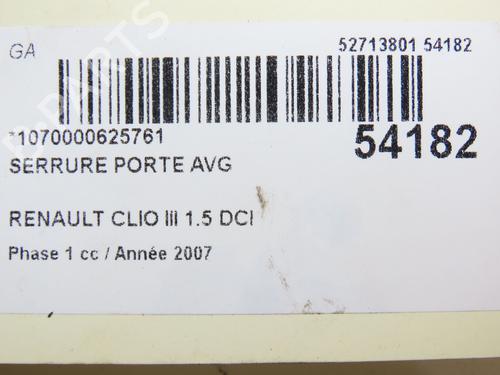 GA
52713801 54182
*1070000625761
54182
SERRURE PORTE AVG
RENAULT CLIO III 1.5 DCI
Phase 1 cc / Année 2007